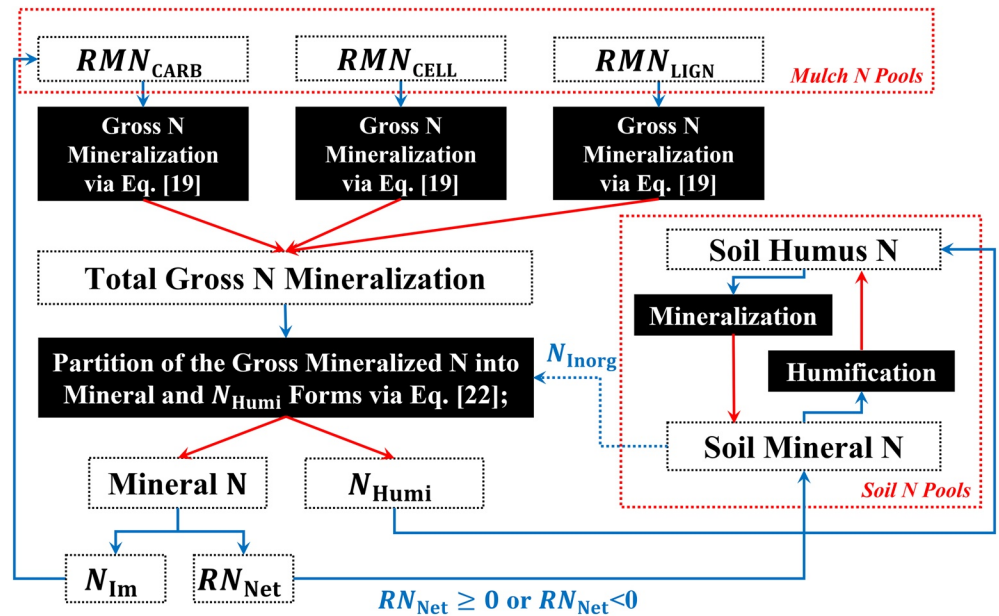 RMN_CARB
RMN_CELL
RMN_LIGN
Mulch N Pools
Gross N
Mineralization
via Eq. [19]
Gross N
Mineralization
via Eq. [19]
Gross N
Mineralization
via Eq. [19]
Total Gross N Mineralization
Partition of the Gross Mineralized N into
Mineral and N_Humi Forms via Eq. [22];
Mineral N
N_Humi
N_Im
RN_Net
RN_Net ≥ 0 or RN_Net<0
N_Inorg
Soil Humus N
Mineralization
Humification
Soil Mineral N
Soil N Pools